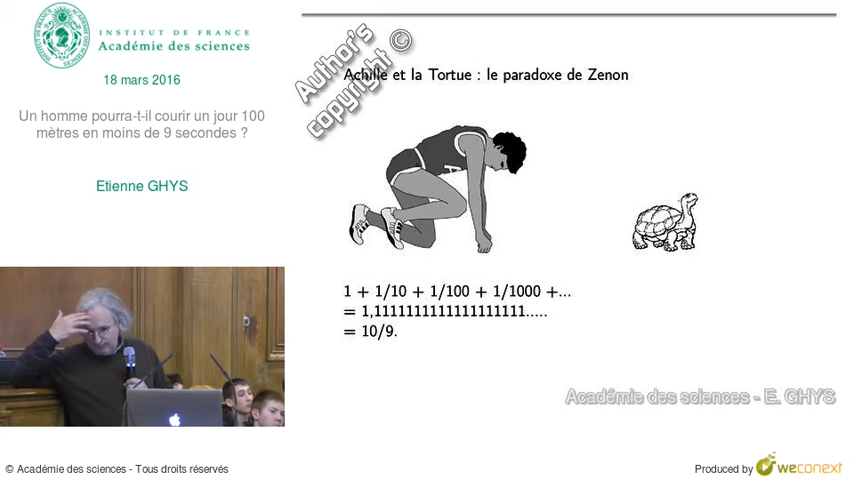 INSTITUT DE FRANCE
Académie des sciences
18 mars 2016
Un homme pourra-t-il courir un jour 100
mètres en moins de 9 secondes ?
Etienne GHYS
Author's
copyright ©
Achille et la Tortue : le paradoxe de Zenon
1 + 1/10 + 1/100 + 1/1000 +...
= 1,1111111111111111111.....
= 10/9.
Académie des sciences - E. GHYS
© Académie des sciences - Tous droits réservés
Produced by weconext